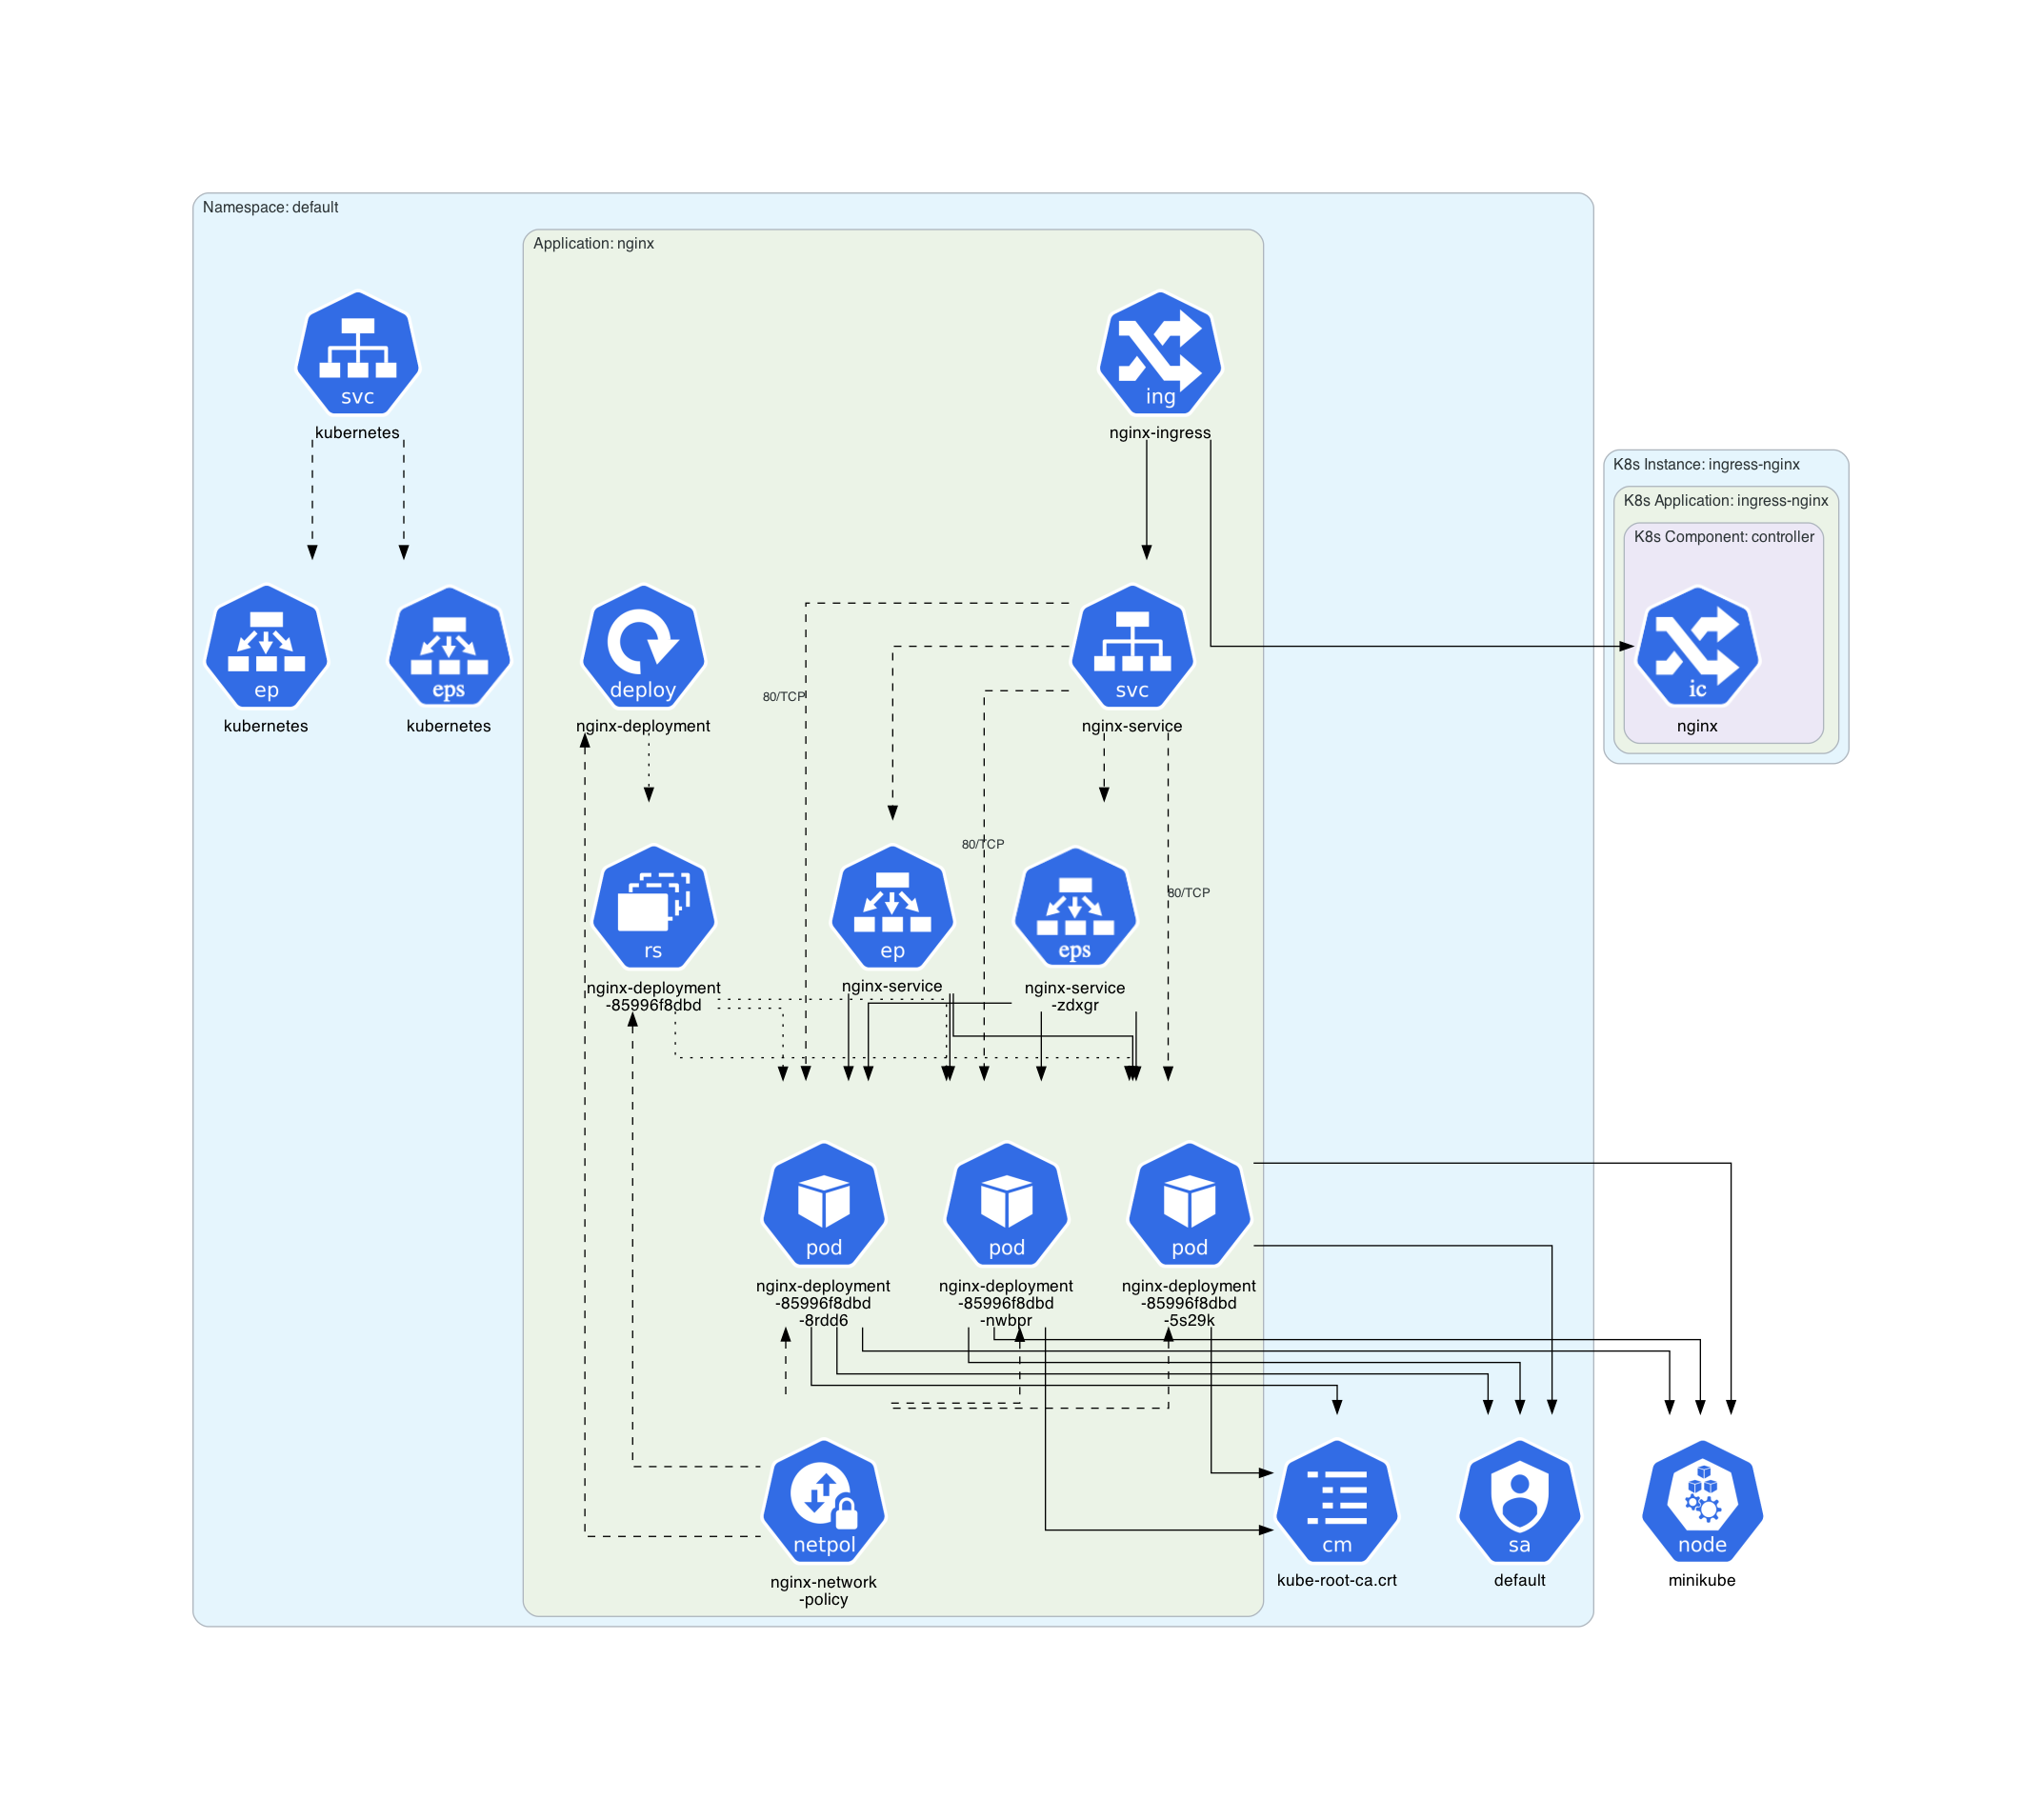 Namespace: default
Application: nginx
svc
kubernetes
ing
nginx-ingress
K8s Instance: ingress-nginx
K8s Application: ingress-nginx
K8s Component: controller
ep
kubernetes
eps
kubernetes
deploy
nginx-deployment
80/TCP
svc
nginx-service
ic
nginx
80/TCP
80/TCP
rs
nginx-deployment
-85996f8dbd
ep
nginx-service
eps
nginx-service
-zdxgr
pod
nginx-deployment
-85996f8dbd
-8rdd6
pod
nginx-deployment
-85996f8dbd
-nwbpr
pod
nginx-deployment
-85996f8dbd
-5s29k
netpol
nginx-network
-policy
cm
kube-root-ca.crt
sa
default
node
minikube